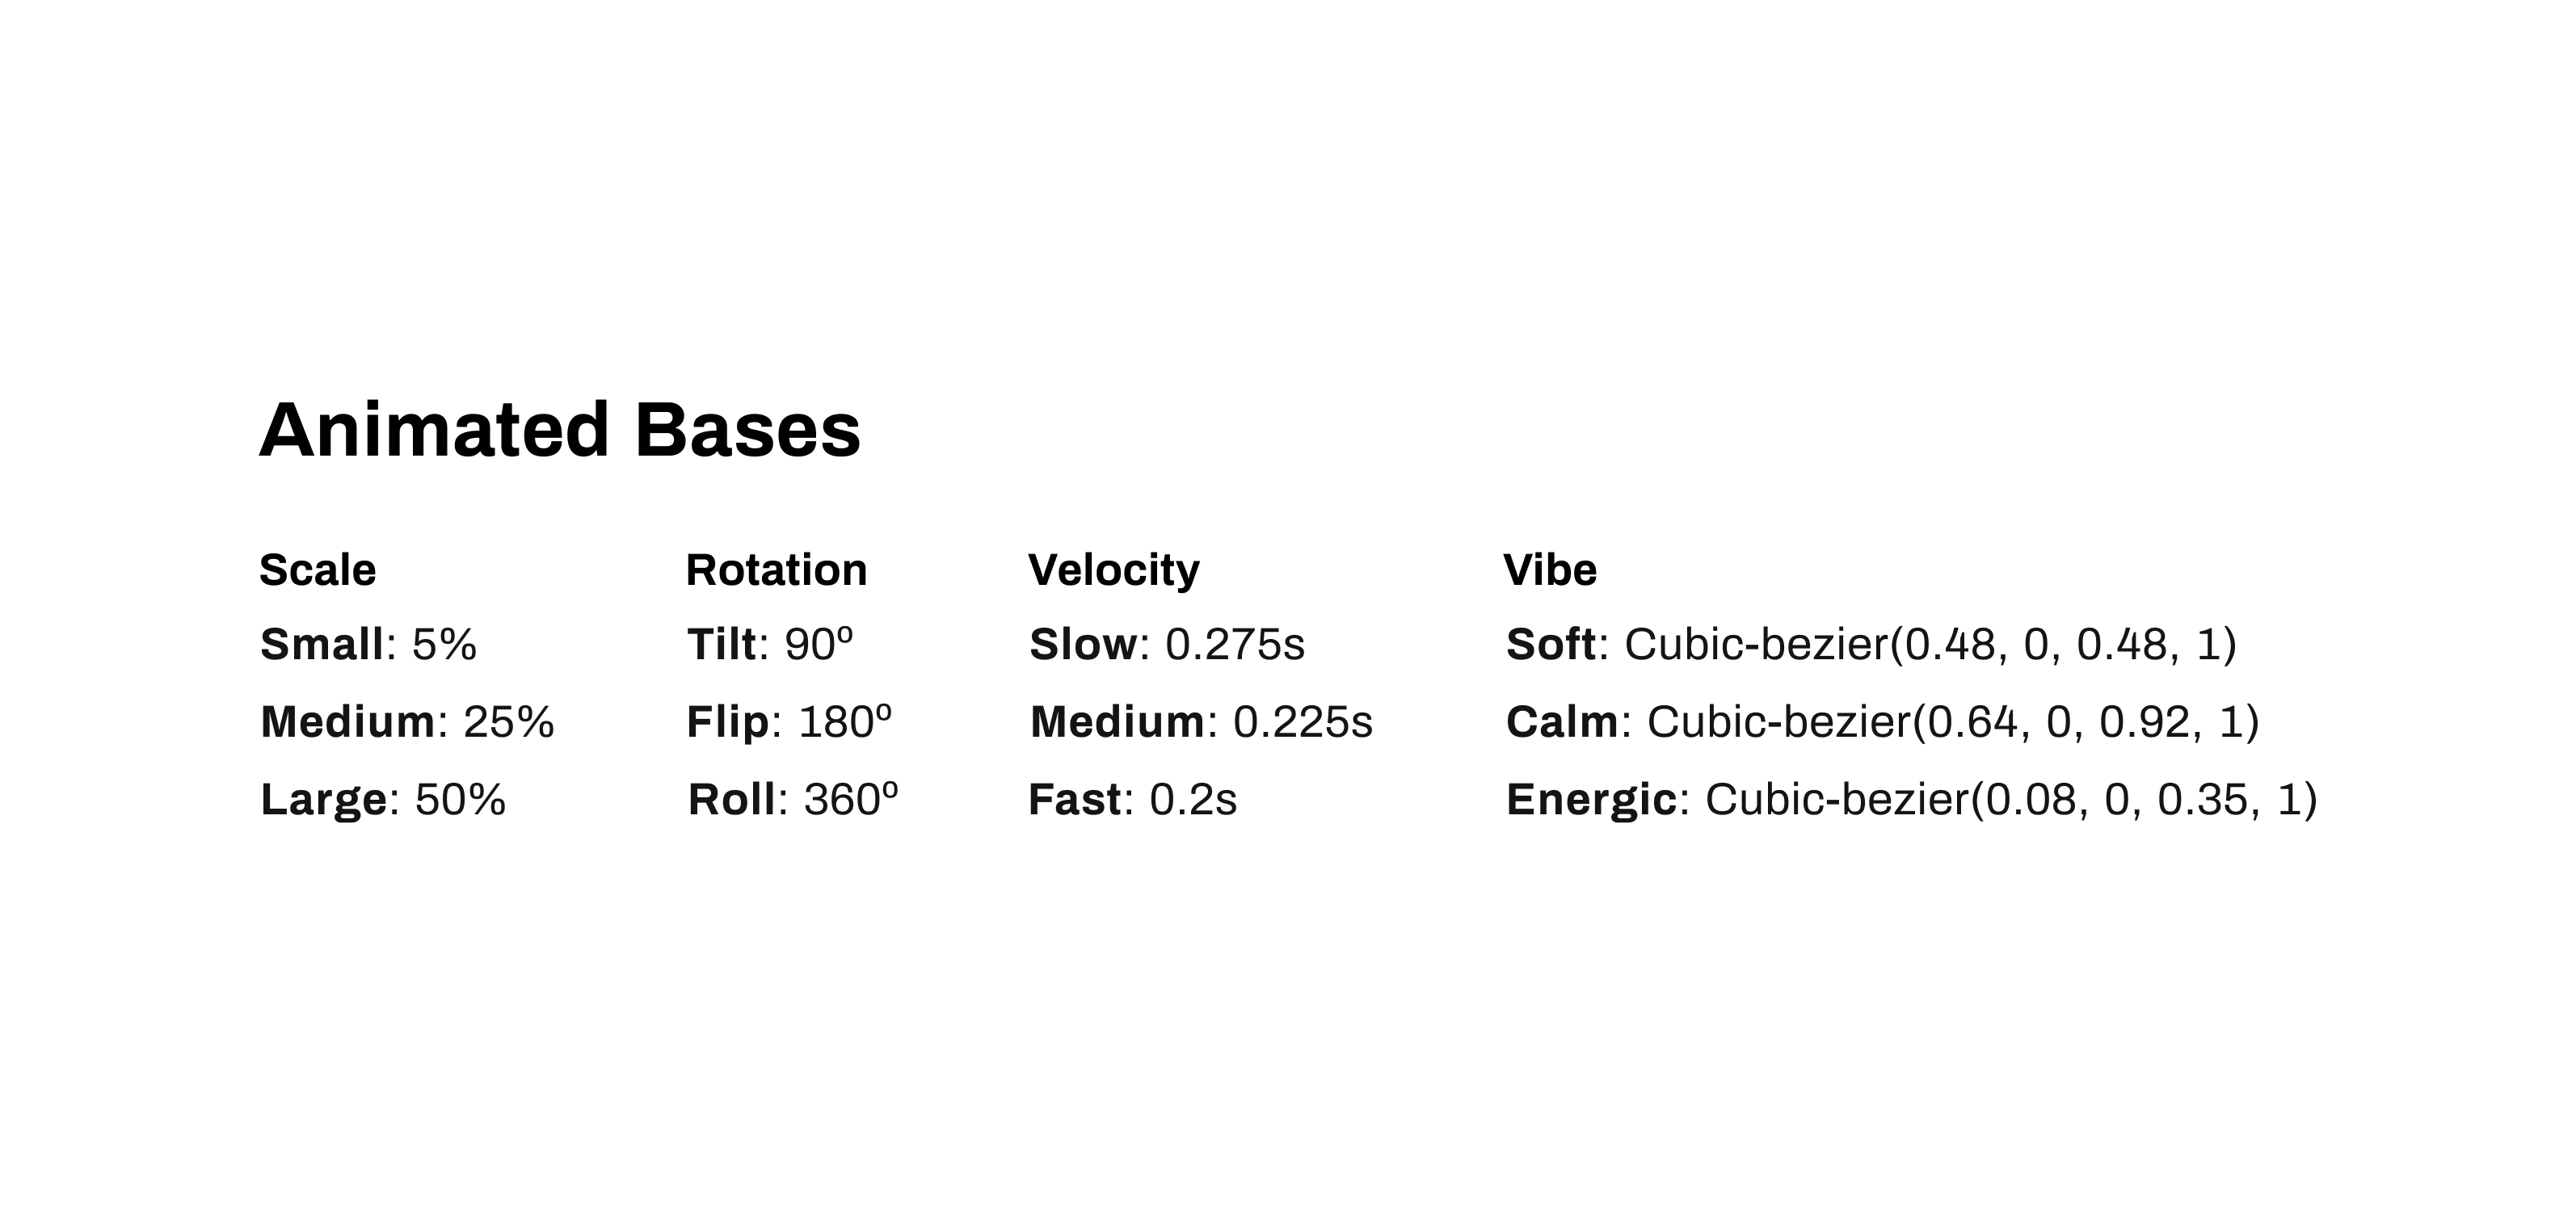 Animated Bases
Scale
Small: 5%
Medium: 25%
Large: 50%
Rotation
Tilt: 90º
Flip: 180º
Roll: 360º
Velocity
Slow: 0.275s
Medium: 0.225s
Fast: 0.2s
Vibe
Soft: Cubic-bezier(0.48, 0, 0.48, 1)
Calm: Cubic-bezier(0.64, 0, 0.92, 1)
Energic: Cubic-bezier(0.08, 0, 0.35, 1)